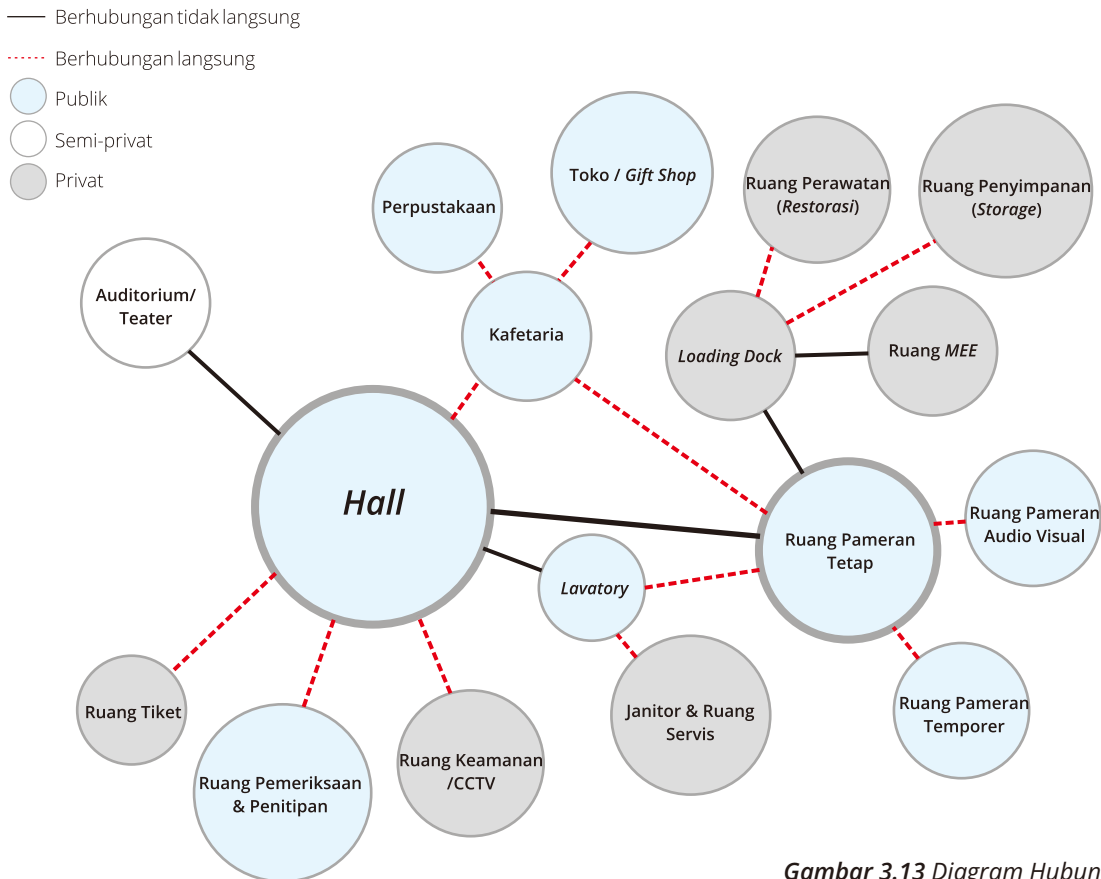 Berhubungan tidak langsung
Berhubungan langsung
Publik
Semi-privat
Privat
Perpustakaan
Toko / Gift Shop
Ruang Perawatan
(Restorasi)
Ruang Penyimpanan
(Storage)
Auditorium/
Teater
Kafetaria
Loading Dock
Ruang MEE
Hall
Ruang Pameran
Tetap
Ruang Pameran
Audio Visual
Lavatory
Ruang Tiket
Ruang Pemeriksaan
& Penitipan
Ruang Keamanan
/CCTV
Janitor & Ruang
Servis
Ruang Pameran
Temporer
Gambar 3.13 Diagram Hubun